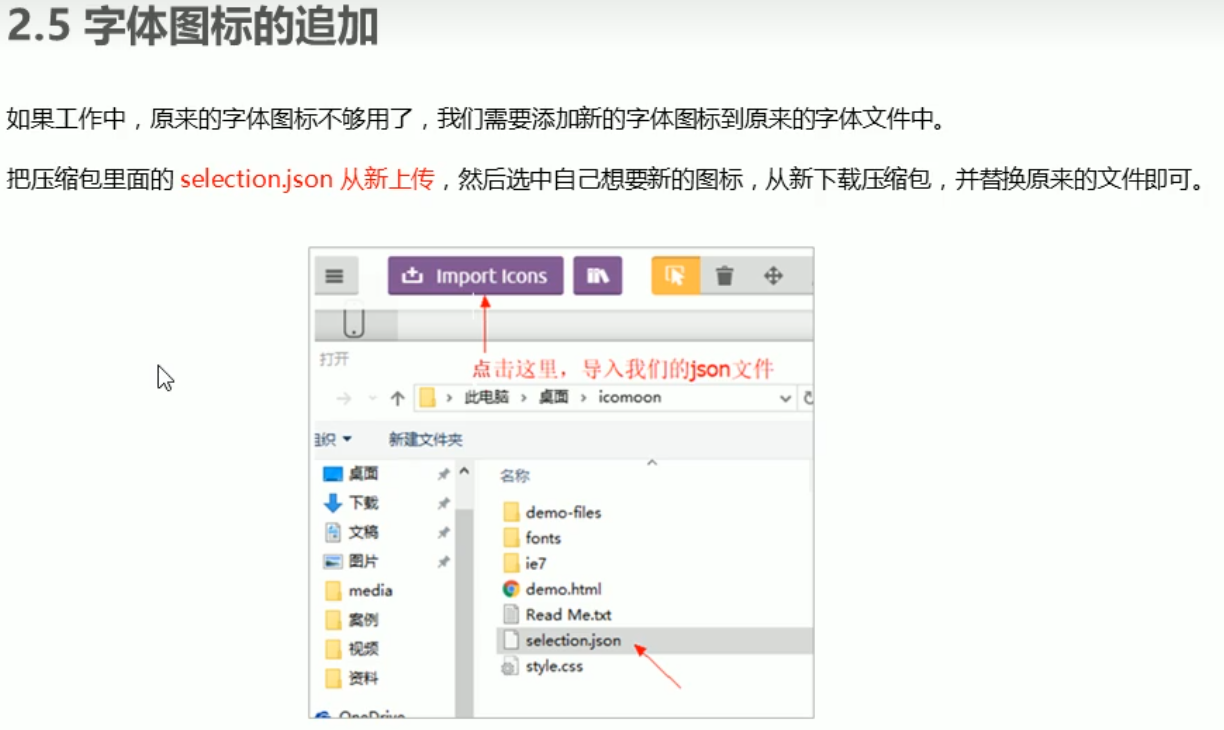 2.5 字体图标的追加
如果工作中，原来的字体图标不够用了，我们需要添加新的字体图标到原来的字体文件中。
把压缩包里面的 selection.json 从新上传，然后选中自己想要新的图标，从新下载压缩包，并替换原来的文件即可。
Import Icons
打开
点击这里，导入我们的json文件
此电脑 › 桌面 › icomoon
组织 新建文件夹
桌面
下载
文稿
图片
media
案例
视频
资料
OneDrive
名称
demo-files
fonts
ie7
demo.html
Read Me.txt
selection.json
style.css